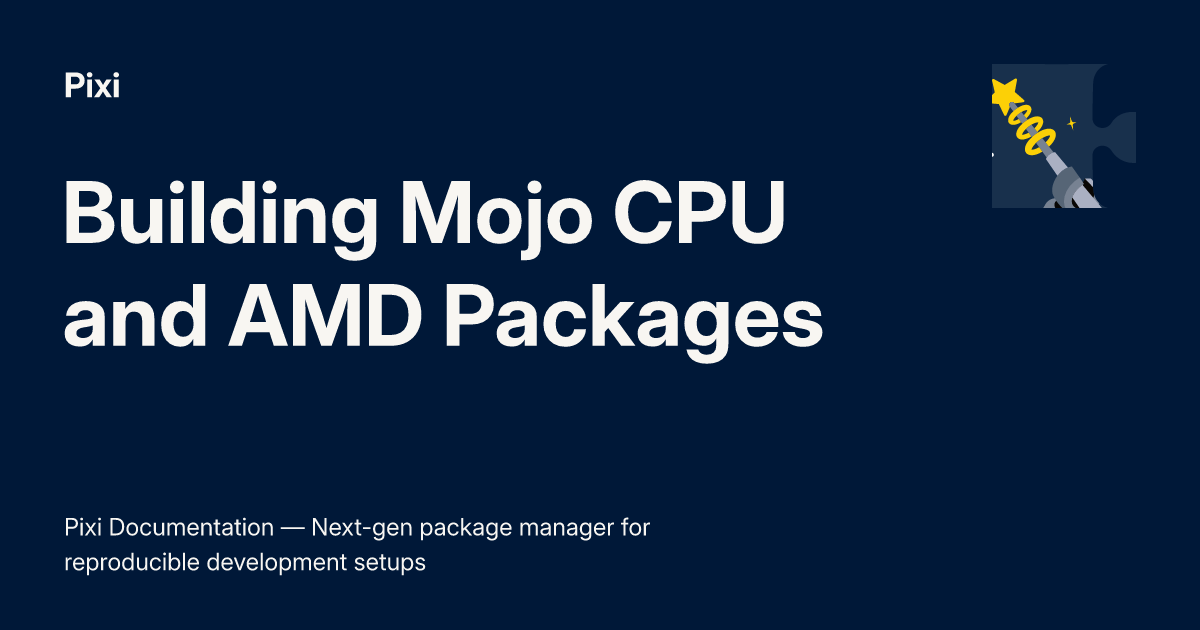 Pixi
Building Mojo CPU
and AMD Packages
Pixi Documentation — Next-gen package manager for
reproducible development setups